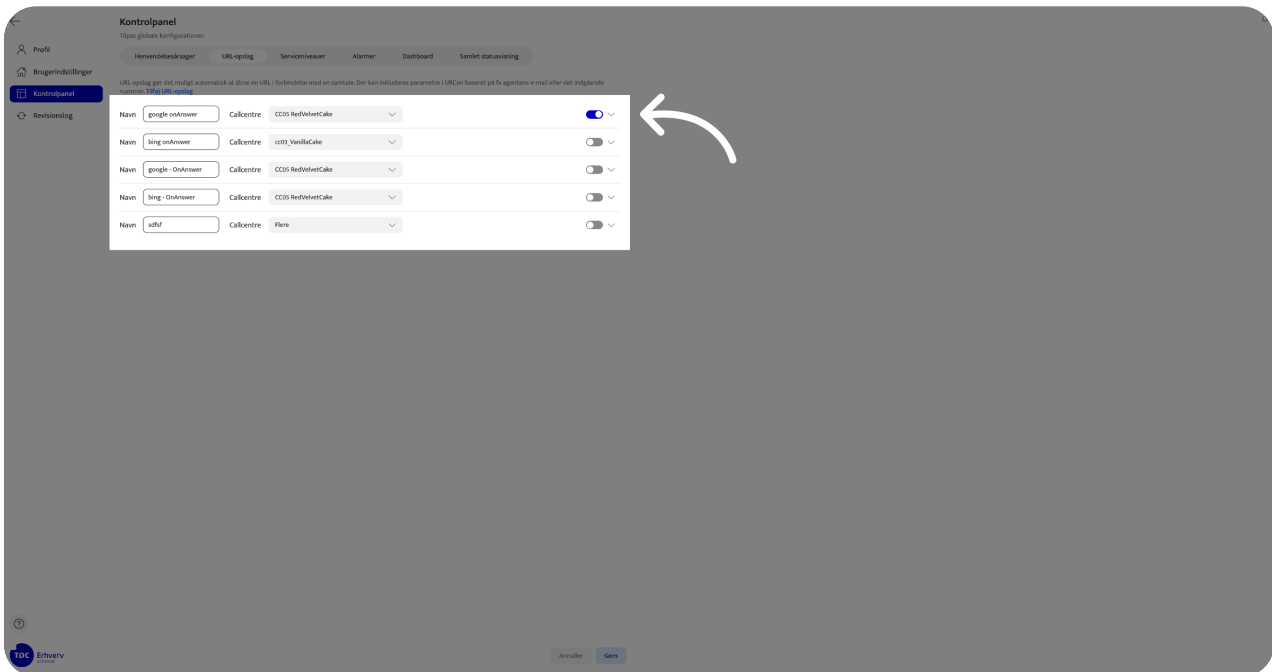 Kontrolpanel
Tilpas globale konfigurationer.
Profil
Brugerindstillinger
Kontrolpanel
Revisionslog
Henvendelsesårsager URL-opslag Serviceniveauer Alarmer Dashboard Samlet statusvisning
URL-opslag gør det muligt automatisk at åbne en URL i forbindelse med en samtale. Der kan inkluderes parametre i URL'en baseret på fx agentens e-mail eller det indgående
nummer. Tilføj URL-opslag
Navn google onAnswer Callcentre CC05 RedVelvetCake
Navn bing onAnswer Callcentre cc03_VanillaCake
Navn google - OnAnswer Callcentre CC05 RedVelvetCake
Navn bing - OnAnswer Callcentre CC05 RedVelvetCake
Navn sdfsf Callcentre Flere
?
TDC Erhverv
Annuller Gem